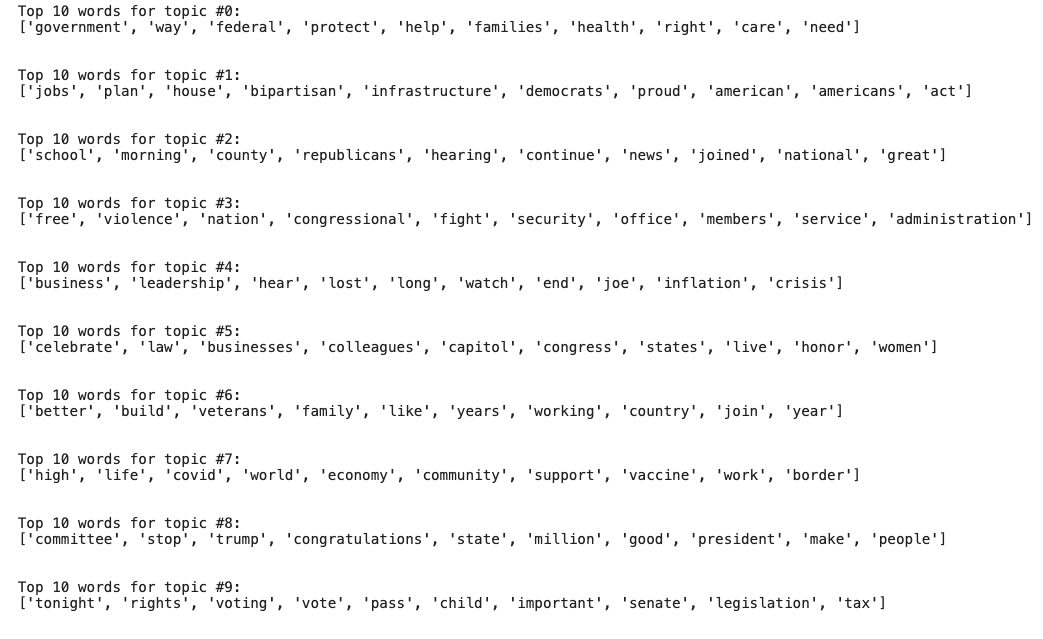 Top 10 words for topic #0:
['government', 'way', 'federal', 'protect', 'help', 'families', 'health', 'right', 'care', 'need']
Top 10 words for topic #1:
['jobs', 'plan', 'house', 'bipartisan', 'infrastructure', 'democrats', 'proud', 'american', 'americans', 'act']
Top 10 words for topic #2:
['school', 'morning', 'county', 'republicans', 'hearing', 'continue', 'news', 'joined', 'national', 'great']
Top 10 words for topic #3:
['free', 'violence', 'nation', 'congressional', 'fight', 'security', 'office', 'members', 'service', 'administration']
Top 10 words for topic #4:
['business', 'leadership', 'hear', 'lost', 'long', 'watch', 'end', 'joe', 'inflation', 'crisis']
Top 10 words for topic #5:
['celebrate', 'law', 'businesses', 'colleagues', 'capitol', 'congress', 'states', 'live', 'honor', 'women']
Top 10 words for topic #6:
['better', 'build', 'veterans', 'family', 'like', 'years', 'working', 'country', 'join', 'year']
Top 10 words for topic #7:
['high', 'life', 'covid', 'world', 'economy', 'community', 'support', 'vaccine', 'work', 'border']
Top 10 words for topic #8:
['committee', 'stop', 'trump', 'congratulations', 'state', 'million', 'good', 'president', 'make', 'people']
Top 10 words for topic #9:
['tonight', 'rights', 'voting', 'vote', 'pass', 'child', 'important', 'senate', 'legislation', 'tax']